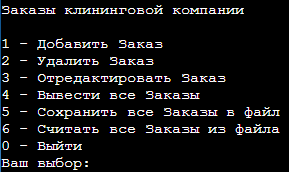 Заказы клининговой компании
1 - Добавить Заказ
2 - Удалить Заказ
3 - Отредактировать Заказ
4 - Вывести все Заказы
5 - Сохранить все Заказы в файл
6 - Считать все Заказы из файла
0 - Выйти
Ваш выбор: